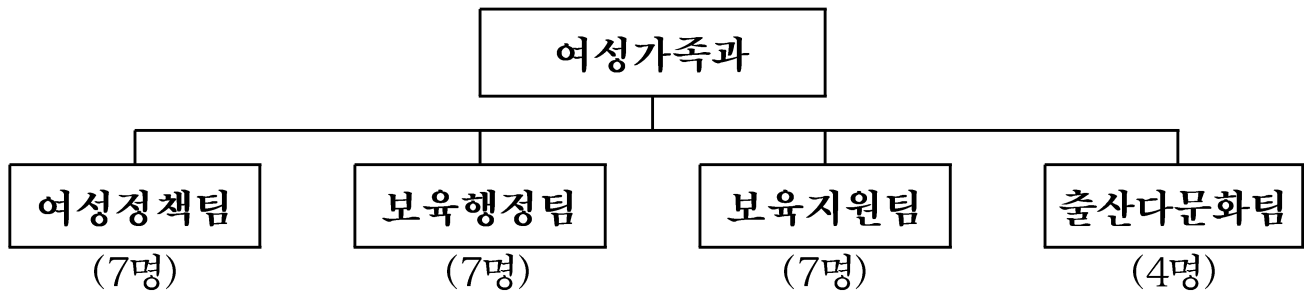 여성가족과
여성정책팀 보육행정팀 보육지원팀 출산다문화팀
(7명) (7명) (7명) (4명)